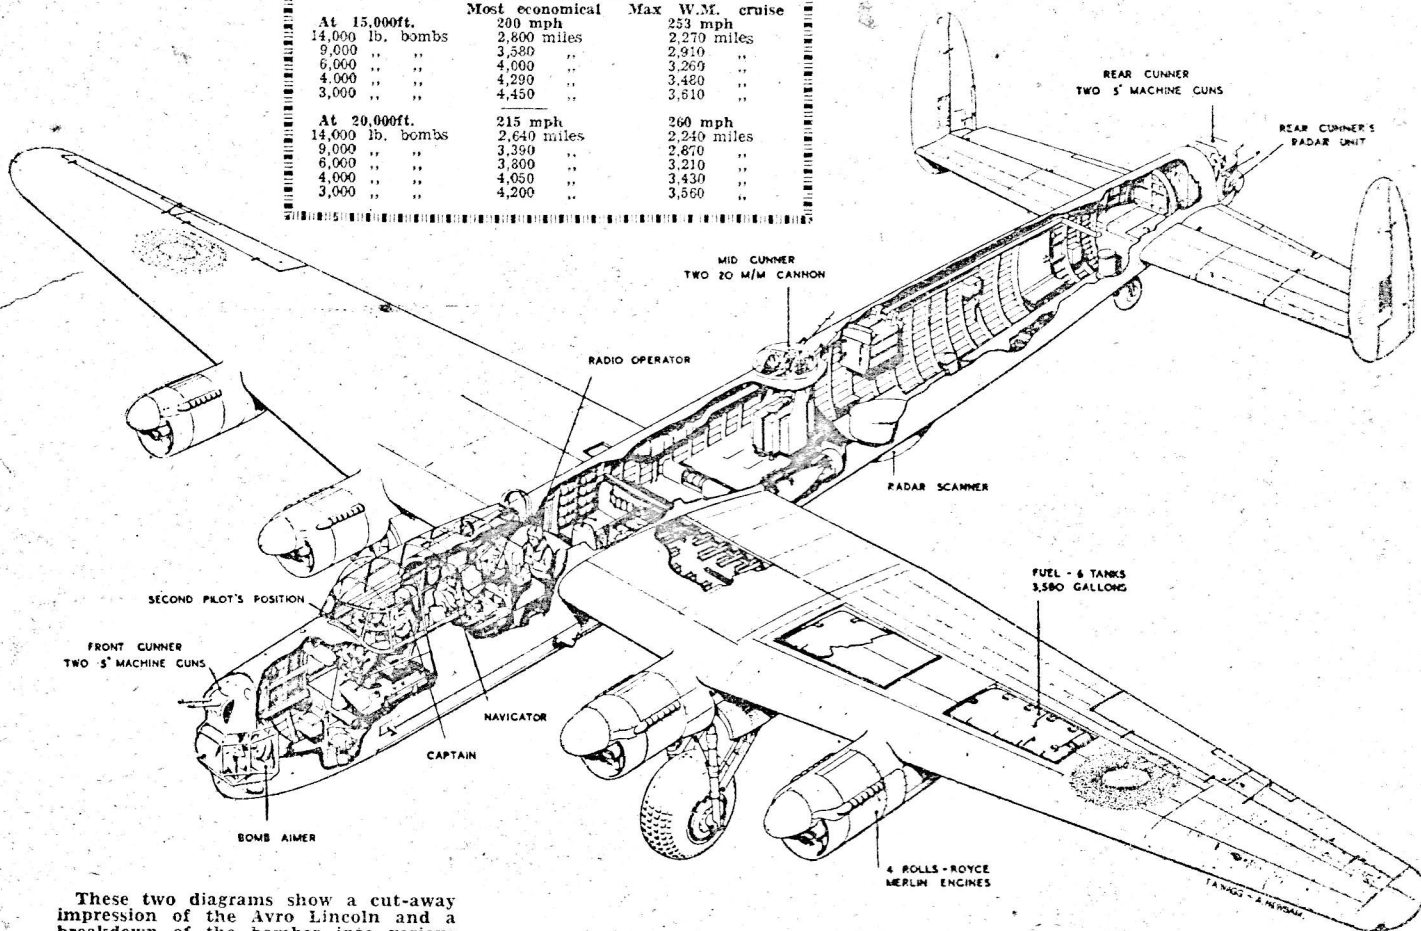 Most economical Max W.M. cruise
At 15,000ft. 200 mph 253 mph
14,000 lb. bombs 2,800 miles 2,270 miles
9,000 ,, ,, 3,580 ,, 2,910 ,,
6,000 ,, ,, 4,000 ,, 3,260 ,,
4.000 ,, ,, 4,290 ,, 3,480 ,,
3,000 ,, ,, 4,450 ,, 3,610 ,,
At 20,000ft. 215 mph 260 mph
14,000 lb. bombs 2,640 miles 2,240 miles
9,000 ,, ,, 3,390 ,, 2,870 ,,
6,000 ,, ,, 3,800 ,, 3,210 ,,
4,000 ,, ,, 4,050 ,, 3,430 ,,
3,000 ,, ,, 4,200 ,, 3,560 ,,
REAR GUNNER
TWO ·5" MACHINE GUNS
REAR GUNNER'S
RADAR UNIT
MID GUNNER
TWO 20 M/M CANNON
RADIO OPERATOR
RADAR SCANNER
FUEL - 6 TANKS
3,580 GALLONS
SECOND PILOT'S POSITION
FRONT GUNNER
TWO ·5" MACHINE GUNS
NAVIGATOR
CAPTAIN
BOMB AIMER
4 ROLLS-ROYCE
MERLIN ENGINES
These two diagrams show a cut-away
impression of the Avro Lincoln and a
breakdown of the bomber into various